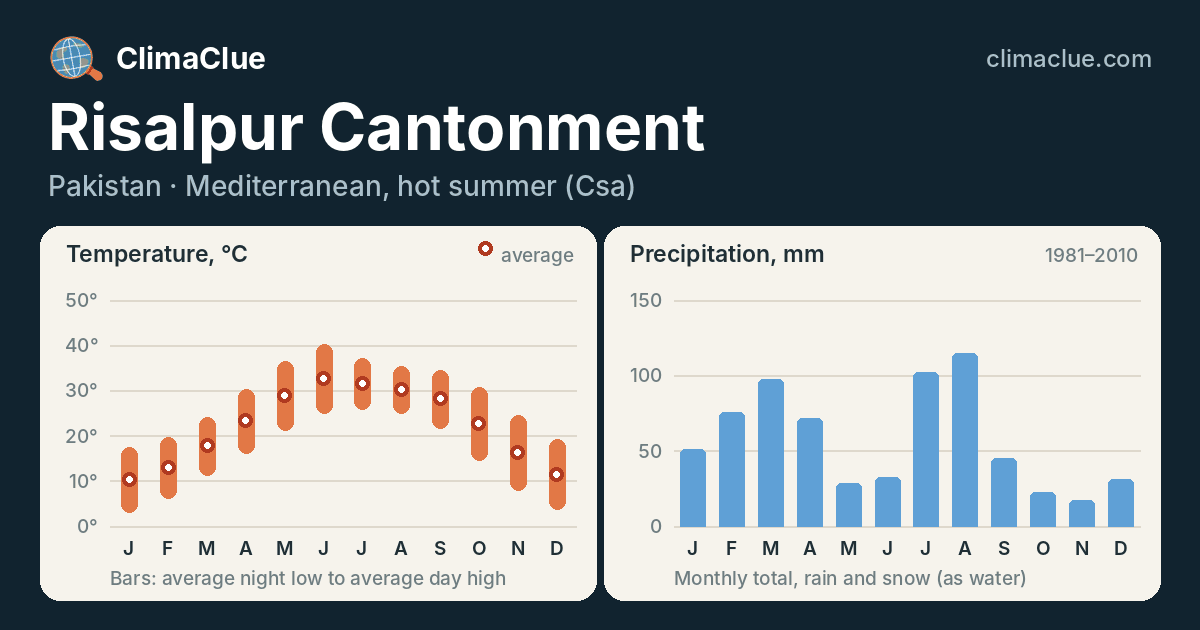 ClimaClue
climaclue.com
Risalpur Cantonment
Pakistan · Mediterranean, hot summer (Csa)
Temperature, °C
average
50°
40°
30°
20°
10°
0°
J F M A M J J A S O N D
Bars: average night low to average day high
Precipitation, mm
1981–2010
150
100
50
0
J F M A M J J A S O N D
Monthly total, rain and snow (as water)